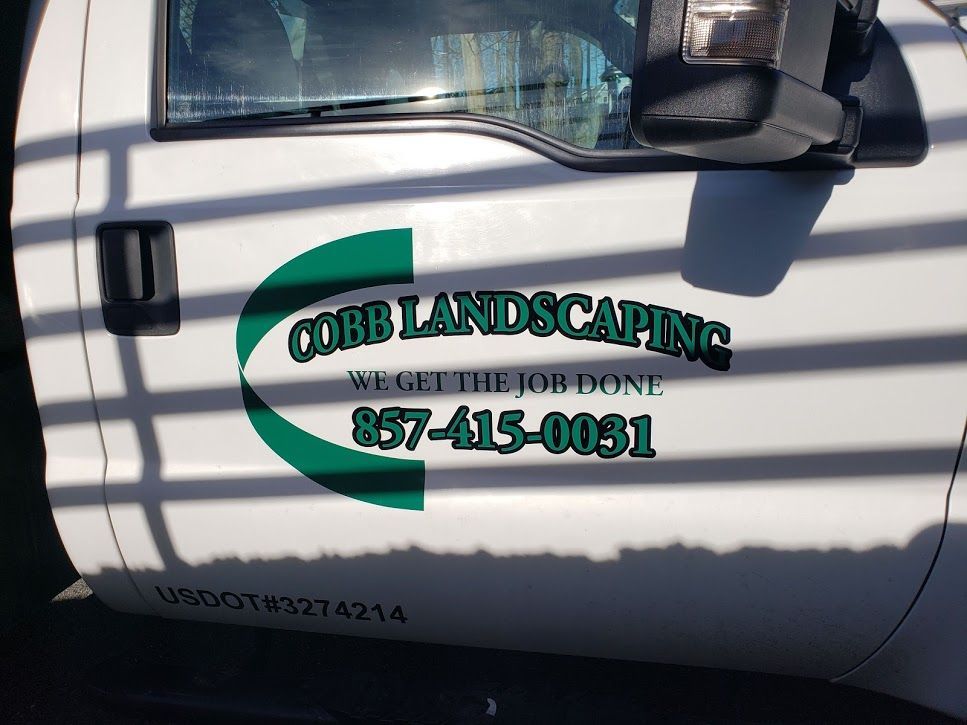 COBB LANDSCAPING
WE GET THE JOB DONE
857-415-0031
USDOT#3274214